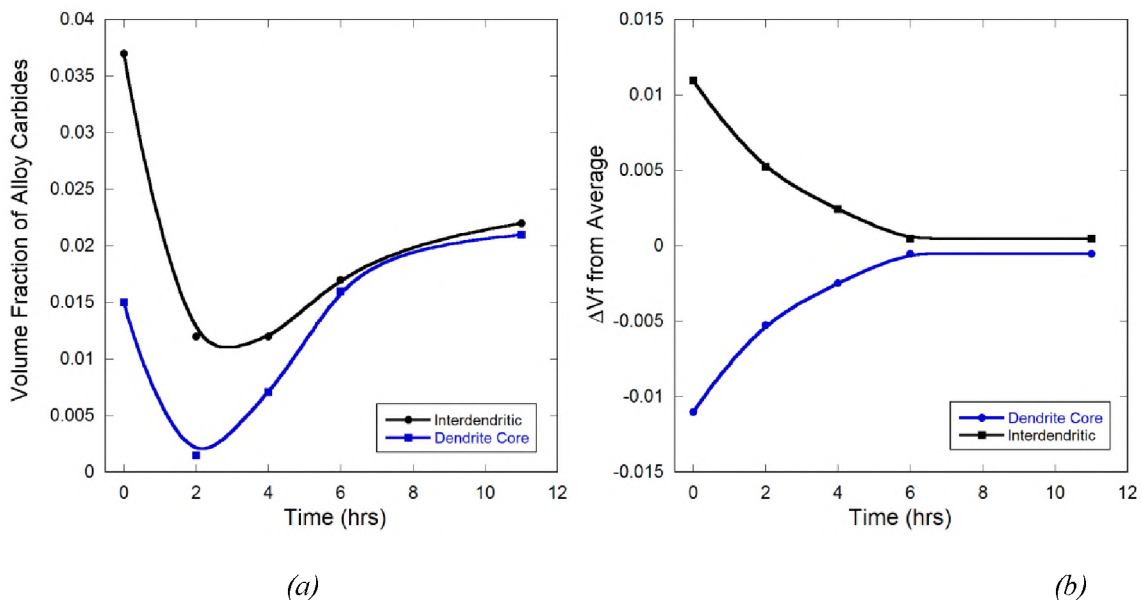 Volume Fraction of Alloy Carbides
0.04
0.035
0.03
0.025
0.02
0.015
0.01
0.005
0
Interdendritic
Dendrite Core
0 2 4 6 8 10 12
Time (hrs)
(a)
ΔVf from Average
0.015
0.01
0.005
0
-0.005
-0.01
-0.015
Dendrite Core
Interdendritic
0 2 4 6 8 10 12
Time (hrs)
(b)